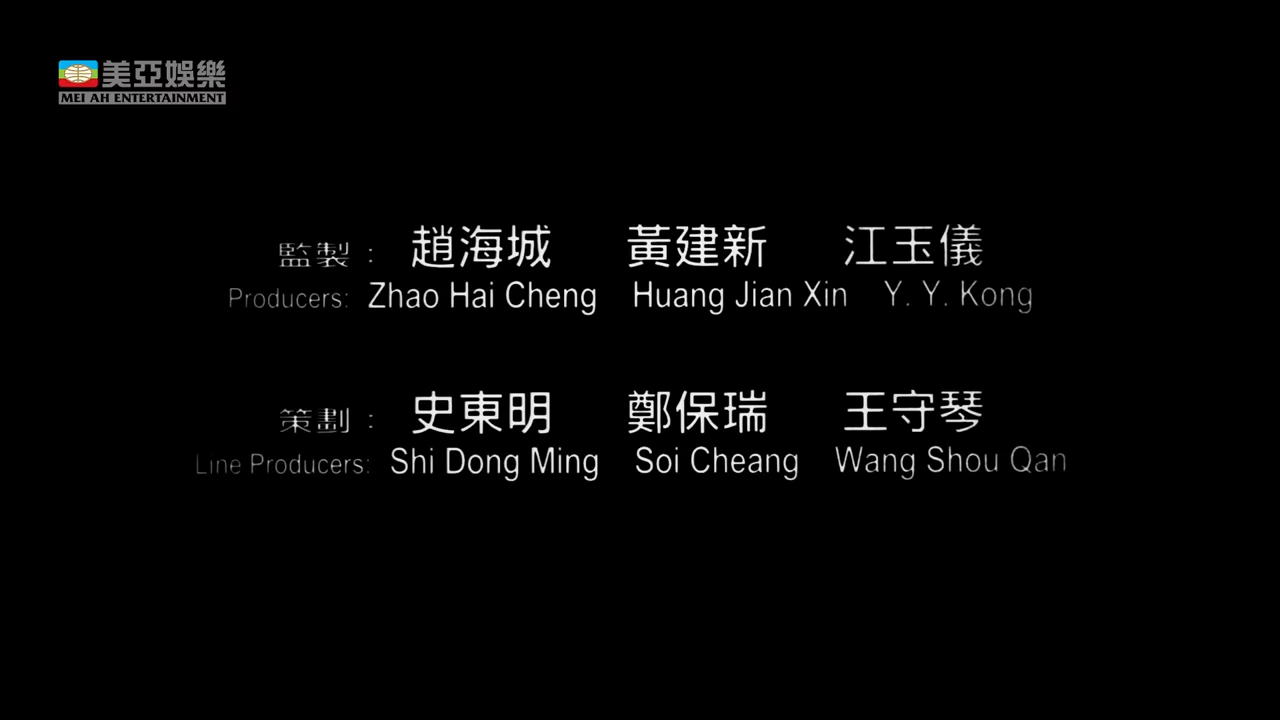 美亞娛樂
MEI AH ENTERTAINMENT
監製： 趙海城 黃建新 江玉儀
Producers: Zhao Hai Cheng Huang Jian Xin Y. Y. Kong
策劃： 史東明 鄭保瑞 王守琴
Line Producers: Shi Dong Ming Soi Cheang Wang Shou Qan